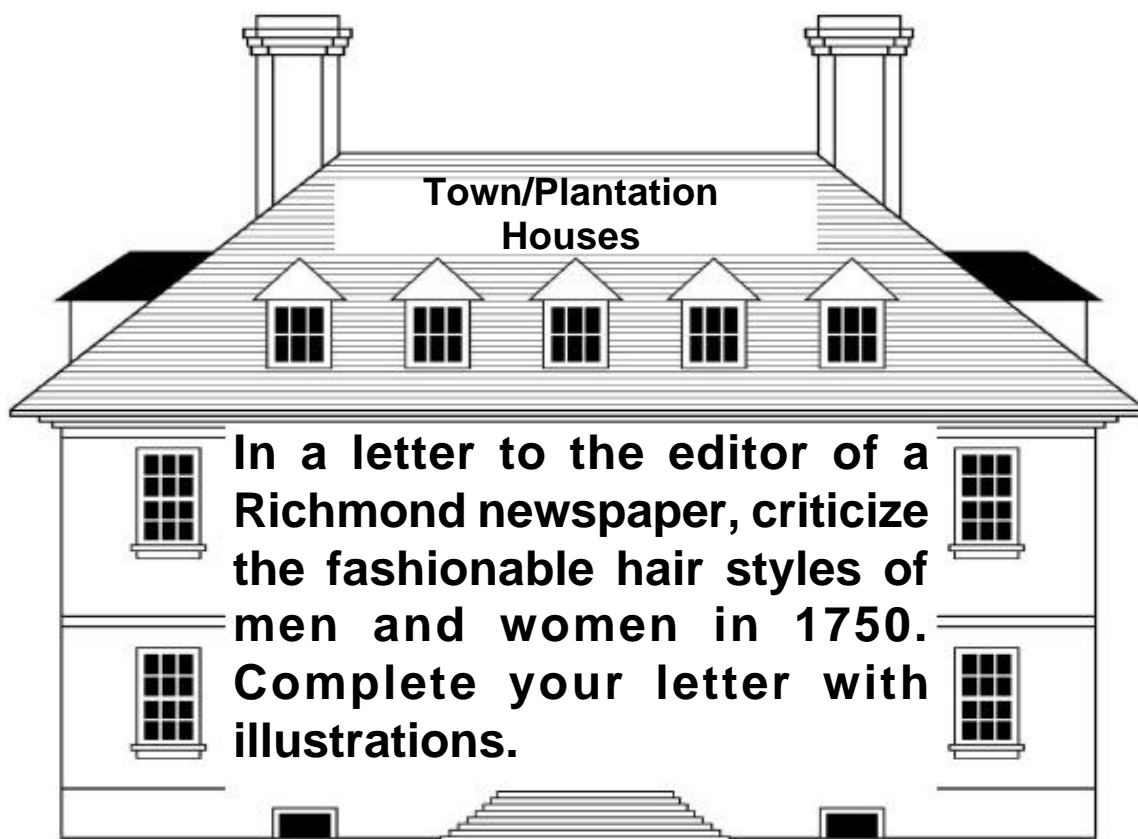 Town/Plantation
Houses
In a letter to the editor of a
Richmond newspaper, criticize
the fashionable hair styles of
men and women in 1750.
Complete your letter with
illustrations.